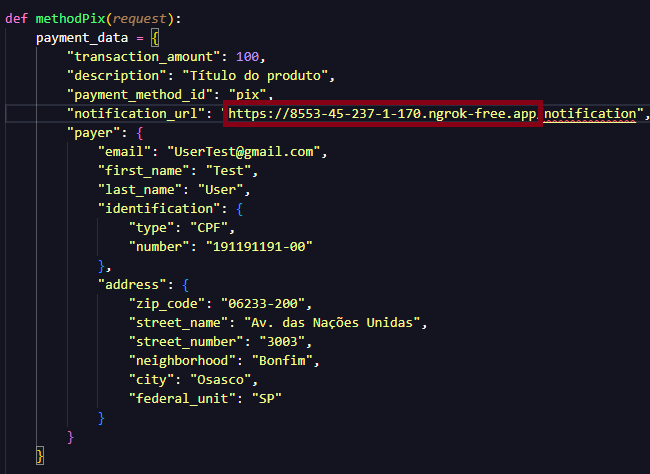 def methodPix(request):
payment_data = {
"transaction_amount": 100,
"description": "Título do produto",
"payment_method_id": "pix",
"notification_url": "https://8553-45-237-1-170.ngrok-free.app/notification",
"payer": {
"email": "UserTest@gmail.com",
"first_name": "Test",
"last_name": "User",
"identification": {
"type": "CPF",
"number": "191191191-00"
},
"address": {
"zip_code": "06233-200",
"street_name": "Av. das Nações Unidas",
"street_number": "3003",
"neighborhood": "Bonfim",
"city": "Osasco",
"federal_unit": "SP"
}
}
}